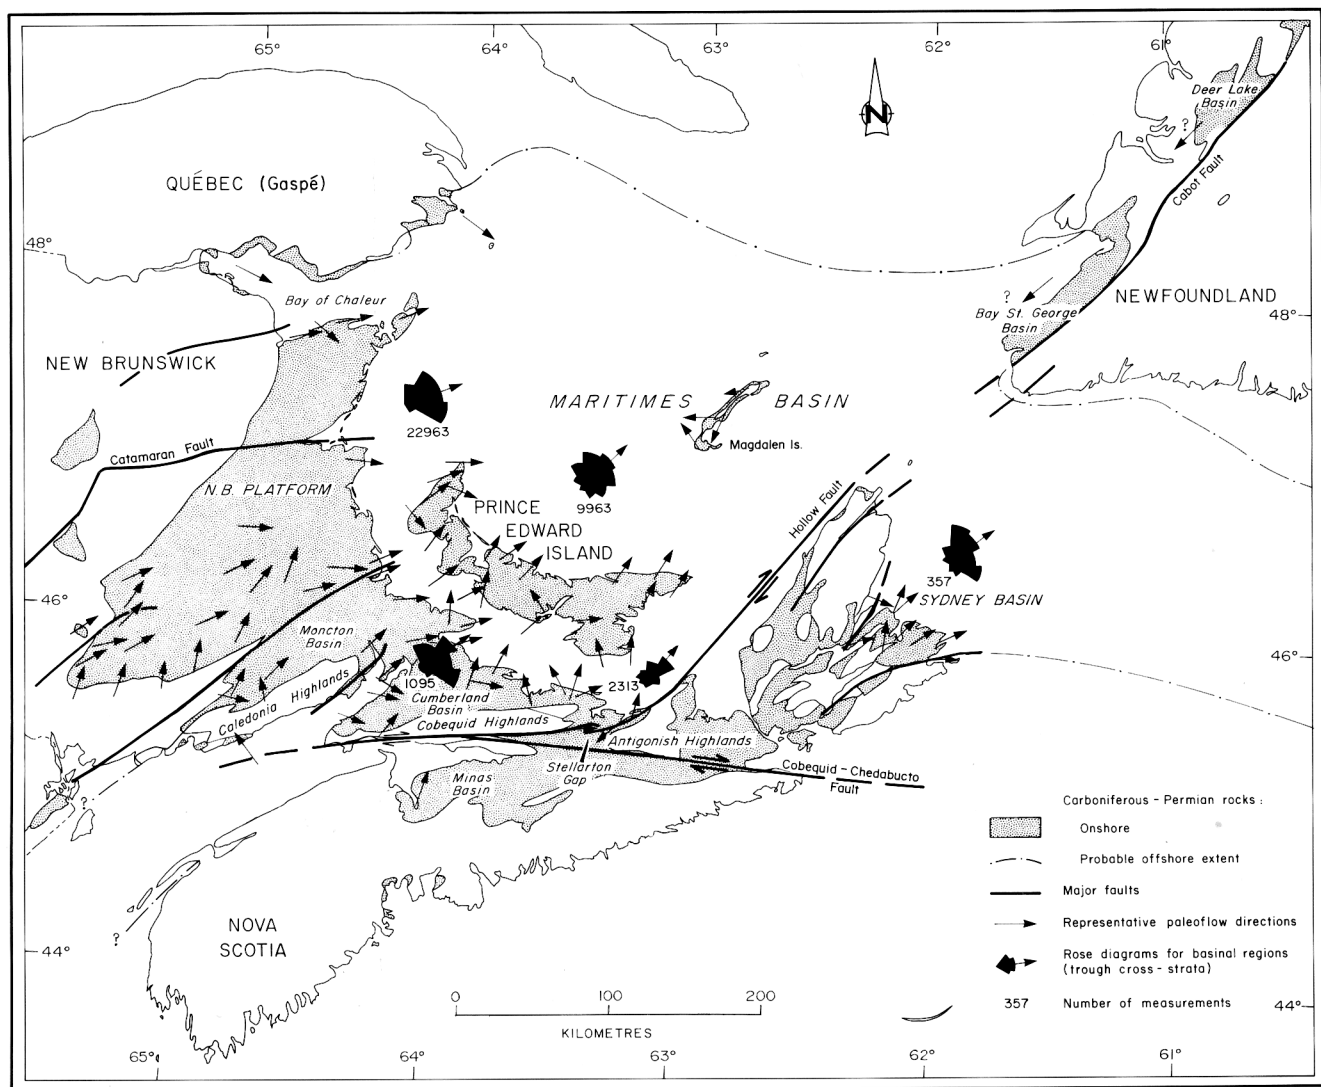 65°
64°
63°
62°
61°
Deer Lake
Basin
?
N
Cabot Fault
QUÉBEC (Gaspé)
48°
Bay of Chaleur
?
NEWFOUNDLAND
Bay St. George
Basin
48°
NEW BRUNSWICK
MARITIMES BASIN
22963
Magdalen Is.
Catamaran Fault
N.B. PLATFORM
9963
PRINCE
EDWARD
ISLAND
Hollow Fault
357
SYDNEY BASIN
46°
Moncton
Basin
46°
1095
2313
Caledonia Highlands
Cumberland
Basin
Cobequid Highlands
Antigonish Highlands
Stellarton
Gap
Minas
Basin
Cobequid - Chedabucto
Fault
?
?
NOVA
SCOTIA
44°
Carboniferous - Permian rocks :
Onshore
Probable offshore extent
Major faults
Representative paleoflow directions
Rose diagrams for basinal regions
(trough cross - strata)
357 Number of measurements
44°
0 100 200
KILOMETRES
65°
64°
63°
62°
61°